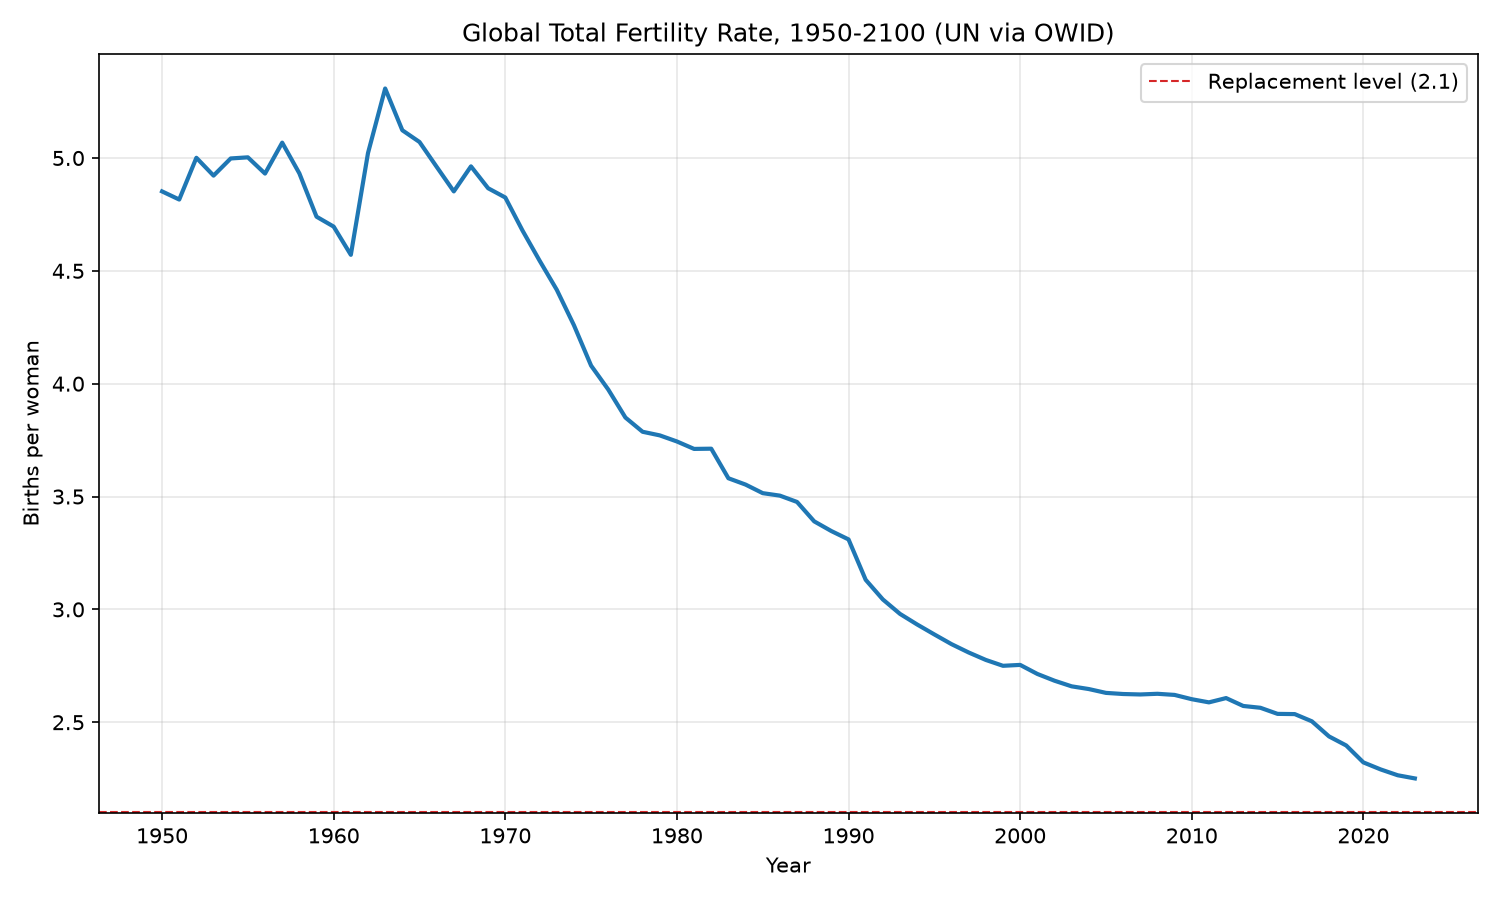 Global Total Fertility Rate, 1950-2100 (UN via OWID)
Replacement level (2.1)
Births per woman
5.0
4.5
4.0
3.5
3.0
2.5
1950 1960 1970 1980 1990 2000 2010 2020
Year